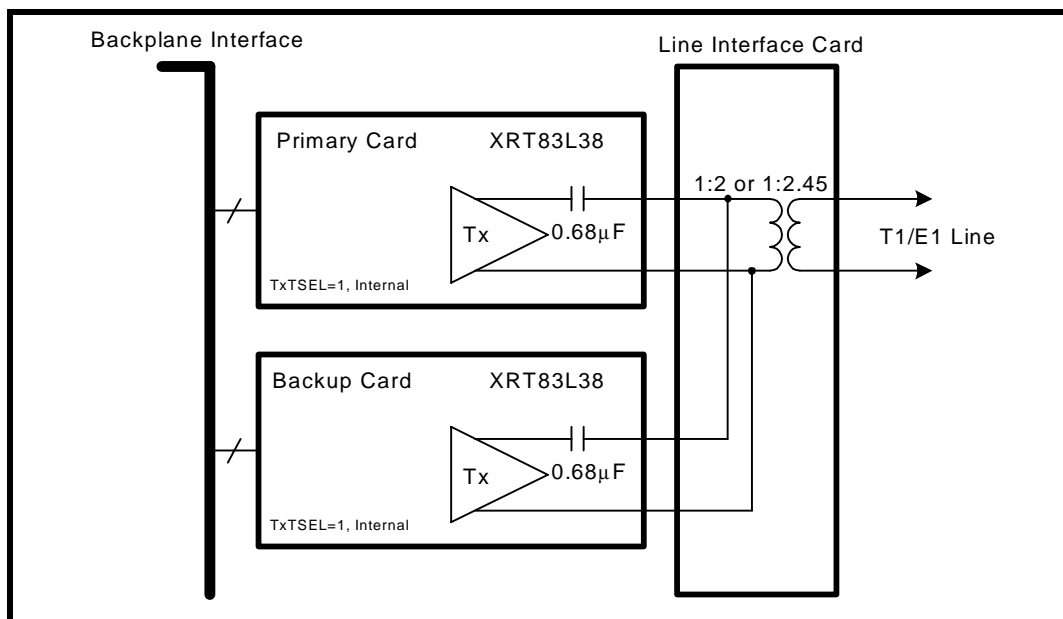 Backplane Interface
Line Interface Card
Primary Card XRT83L38
1:2 or 1:2.45
Tx
0.68μF
T1/E1 Line
TxTSEL=1, Internal
Backup Card XRT83L38
Tx
0.68μF
TxTSEL=1, Internal